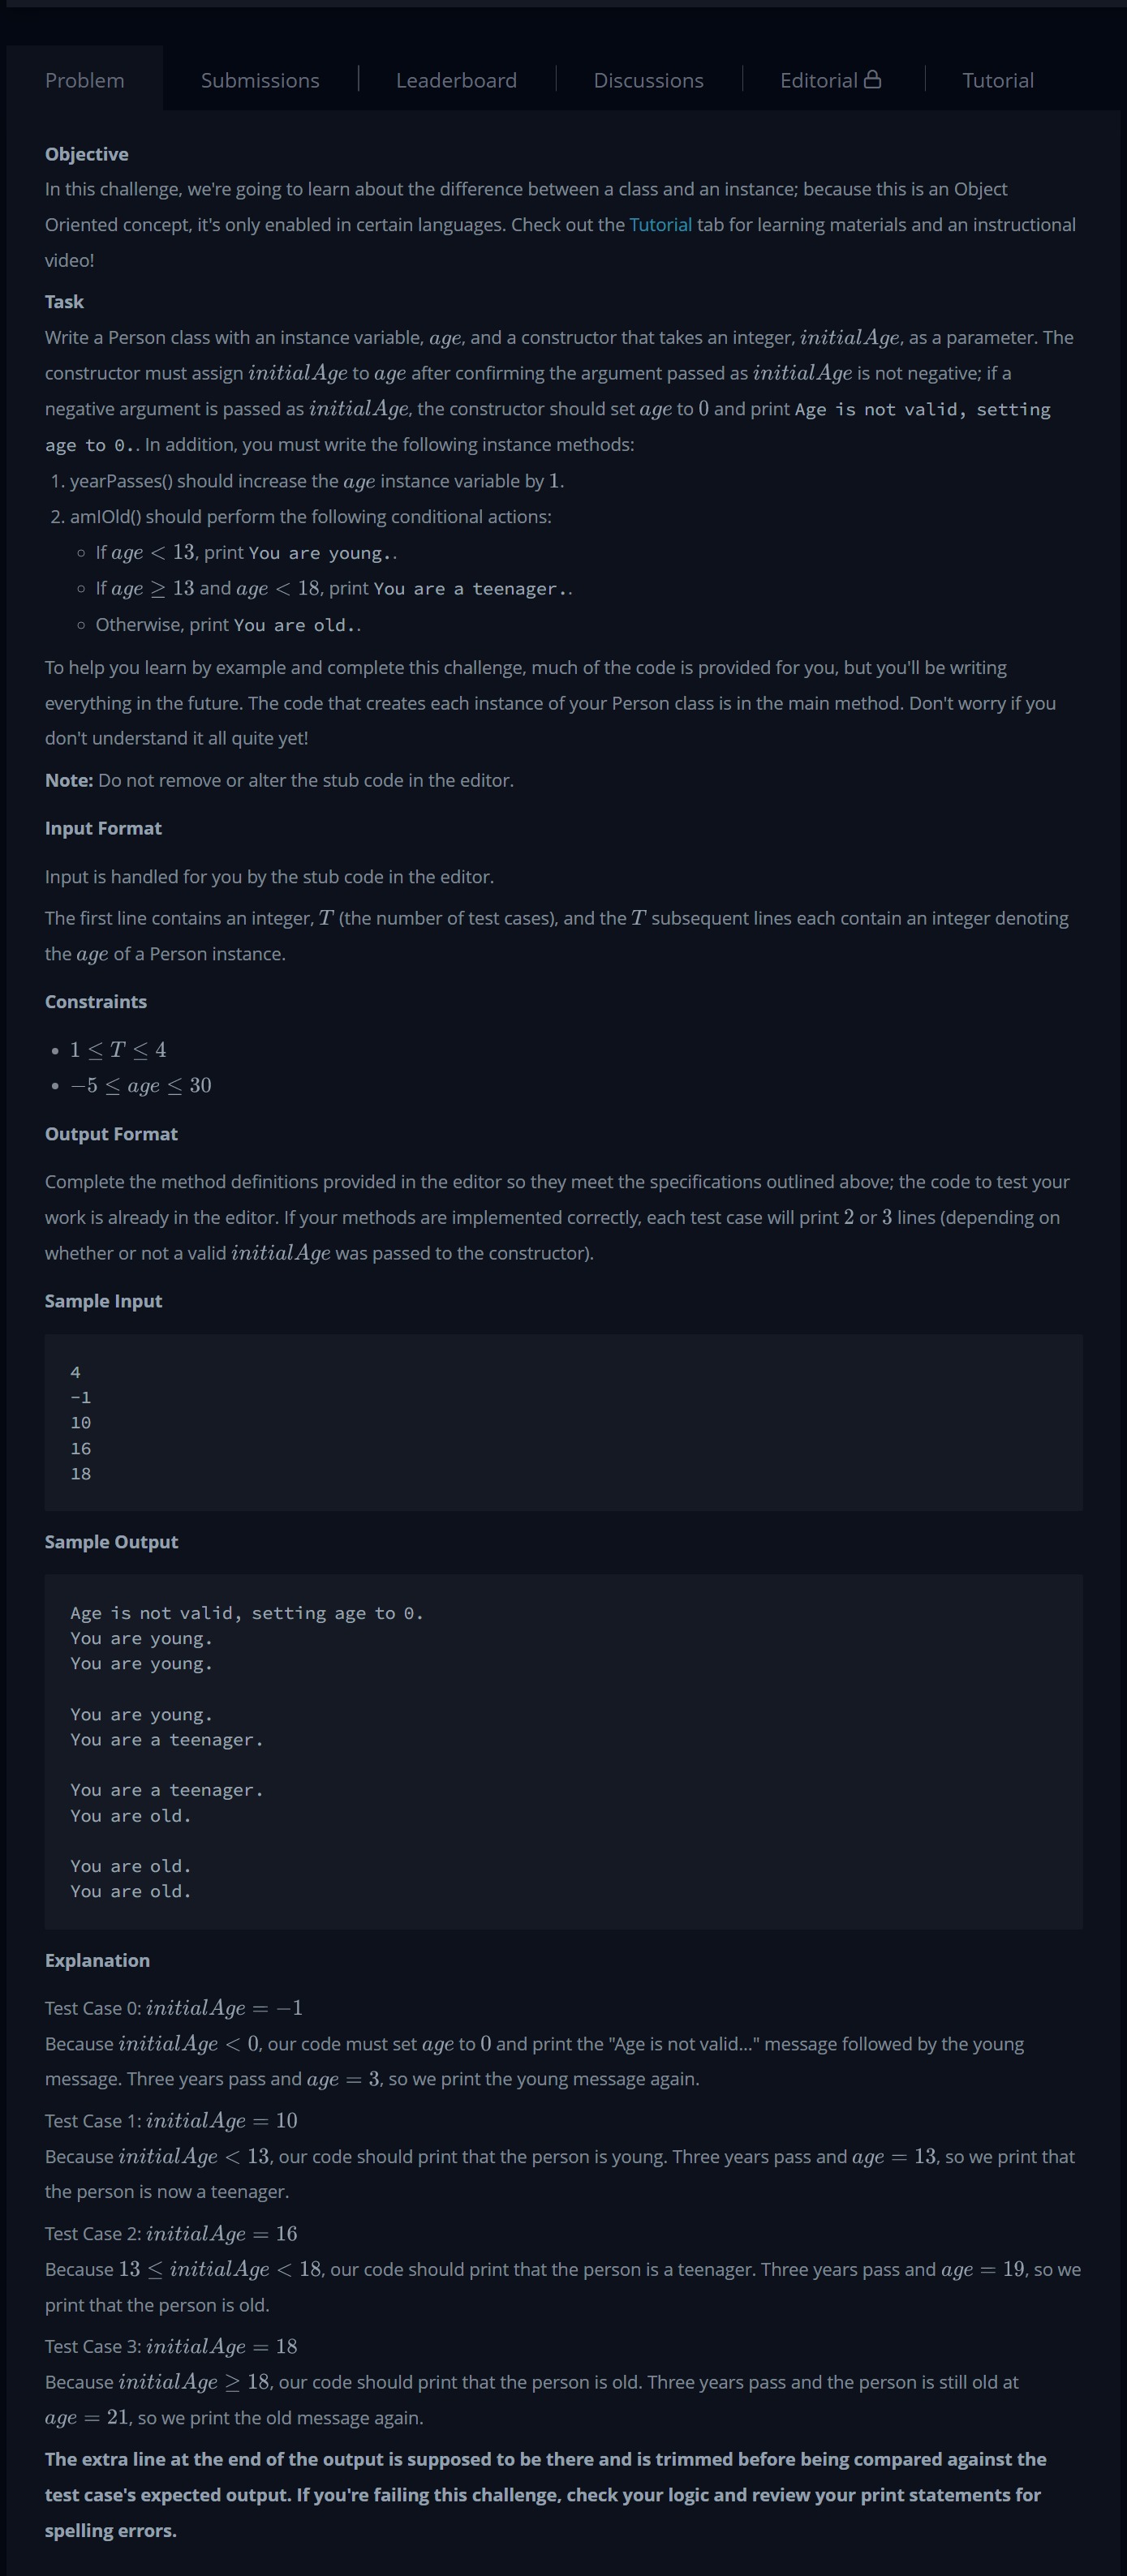 Problem
Submissions
Leaderboard
Discussions
Editorial
Tutorial
Objective
In this challenge, we're going to learn about the difference between a class and an instance; because this is an Object
Oriented concept, it's only enabled in certain languages. Check out the Tutorial tab for learning materials and an instructional
video!
Task
Write a Person class with an instance variable, age, and a constructor that takes an integer, initialAge, as a parameter. The
constructor must assign initialAge to age after confirming the argument passed as initialAge is not negative; if a
negative argument is passed as initialAge, the constructor should set age to 0 and print Age is not valid, setting
age to 0.. In addition, you must write the following instance methods:
1. yearPasses() should increase the age instance variable by 1.
2. amIOld() should perform the following conditional actions:
◦ If age < 13, print You are young..
◦ If age ≥ 13 and age < 18, print You are a teenager..
◦ Otherwise, print You are old..
To help you learn by example and complete this challenge, much of the code is provided for you, but you'll be writing
everything in the future. The code that creates each instance of your Person class is in the main method. Don't worry if you
don't understand it all quite yet!
Note: Do not remove or alter the stub code in the editor.
Input Format
Input is handled for you by the stub code in the editor.
The first line contains an integer, T (the number of test cases), and the T subsequent lines each contain an integer denoting
the age of a Person instance.
Constraints
• 1 ≤ T ≤ 4
• −5 ≤ age ≤ 30
Output Format
Complete the method definitions provided in the editor so they meet the specifications outlined above; the code to test your
work is already in the editor. If your methods are implemented correctly, each test case will print 2 or 3 lines (depending on
whether or not a valid initialAge was passed to the constructor).
Sample Input
4
-1
10
16
18
Sample Output
Age is not valid, setting age to 0.
You are young.
You are young.
You are young.
You are a teenager.
You are a teenager.
You are old.
You are old.
You are old.
Explanation
Test Case 0: initialAge = −1
Because initialAge < 0, our code must set age to 0 and print the "Age is not valid..." message followed by the young
message. Three years pass and age = 3, so we print the young message again.
Test Case 1: initialAge = 10
Because initialAge < 13, our code should print that the person is young. Three years pass and age = 13, so we print that
the person is now a teenager.
Test Case 2: initialAge = 16
Because 13 ≤ initialAge < 18, our code should print that the person is a teenager. Three years pass and age = 19, so we
print that the person is old.
Test Case 3: initialAge = 18
Because initialAge ≥ 18, our code should print that the person is old. Three years pass and the person is still old at
age = 21, so we print the old message again.
The extra line at the end of the output is supposed to be there and is trimmed before being compared against the
test case's expected output. If you're failing this challenge, check your logic and review your print statements for
spelling errors.